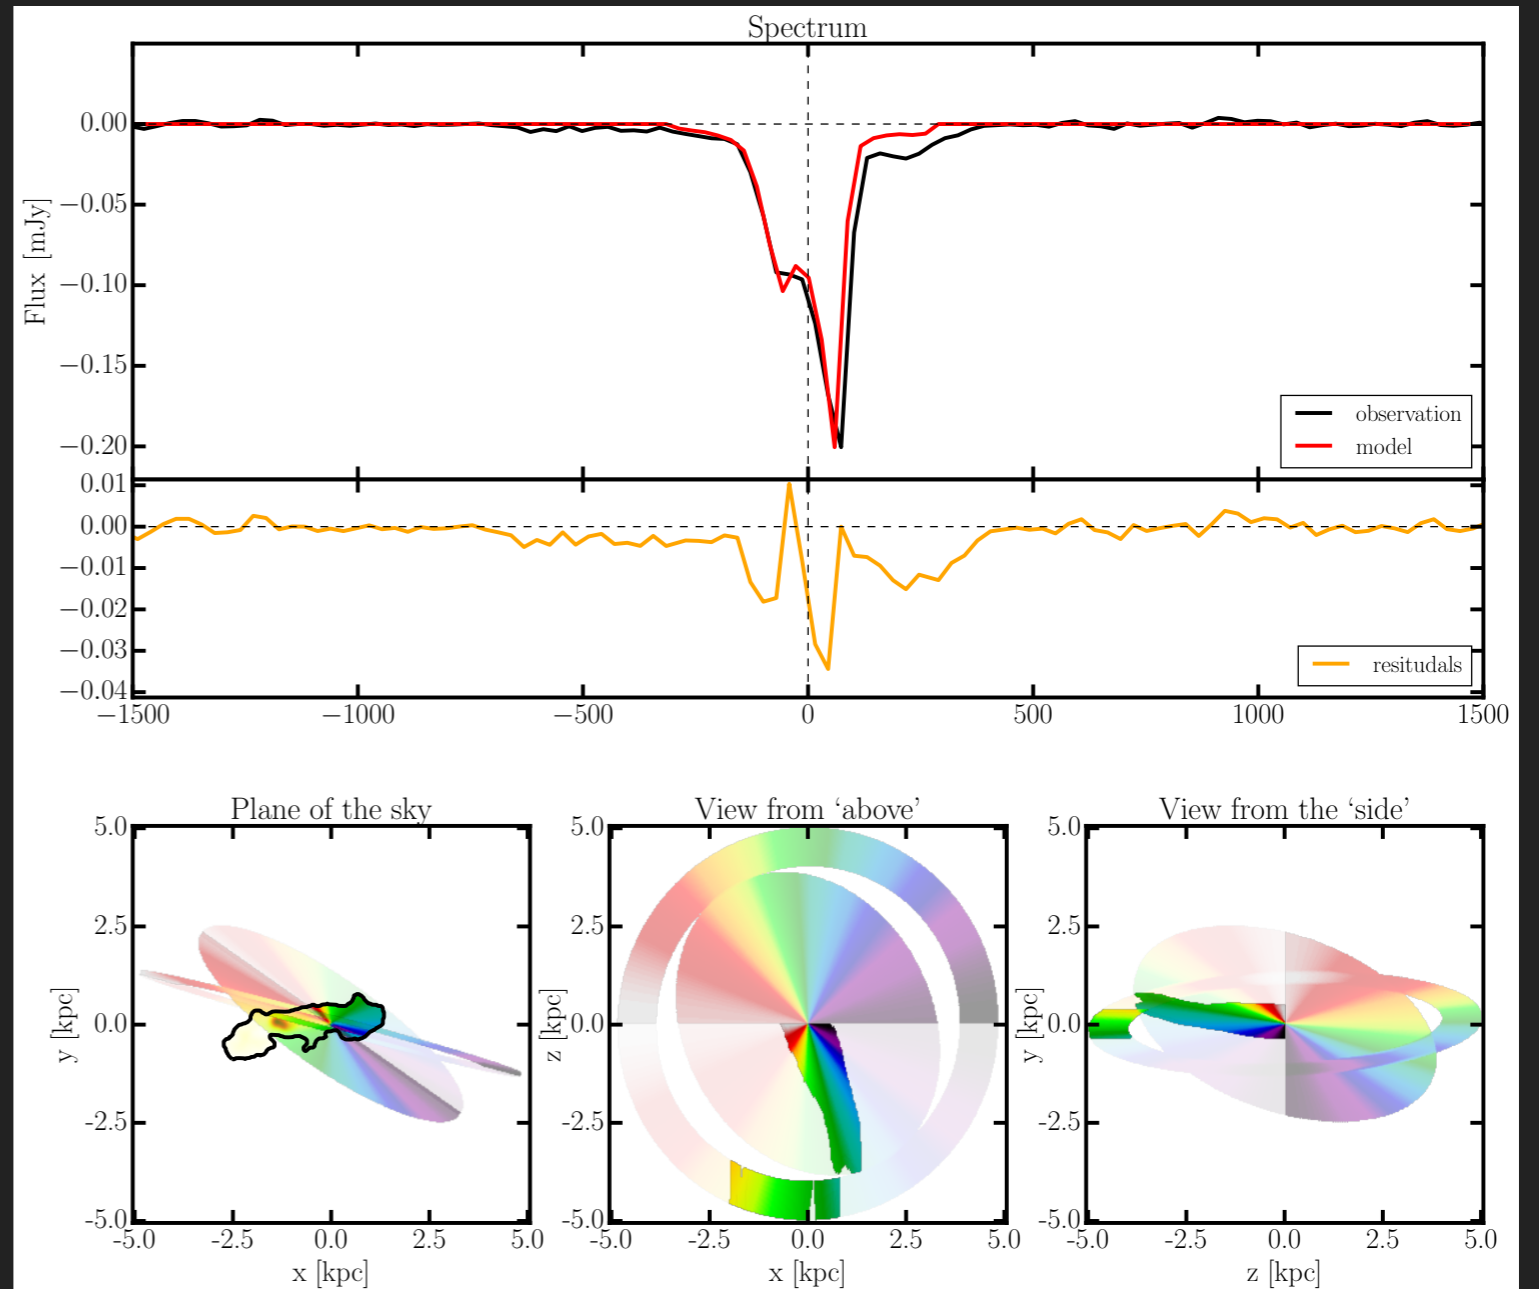 Spectrum
0.00
−0.05
−0.10
−0.15
−0.20
Flux [mJy]
observation
model
0.01
0.00
−0.01
−0.02
−0.03
−0.04
resitudals
−1500 −1000 −500 0 500 1000 1500
Plane of the sky
5.0
2.5
0.0
-2.5
-5.0
y [kpc]
-5.0 -2.5 0.0 2.5 5.0
x [kpc]
View from ‘above’
5.0
2.5
0.0
-2.5
-5.0
z [kpc]
-5.0 -2.5 0.0 2.5 5.0
x [kpc]
View from the ‘side’
5.0
2.5
0.0
-2.5
-5.0
y [kpc]
-5.0 -2.5 0.0 2.5 5.0
z [kpc]